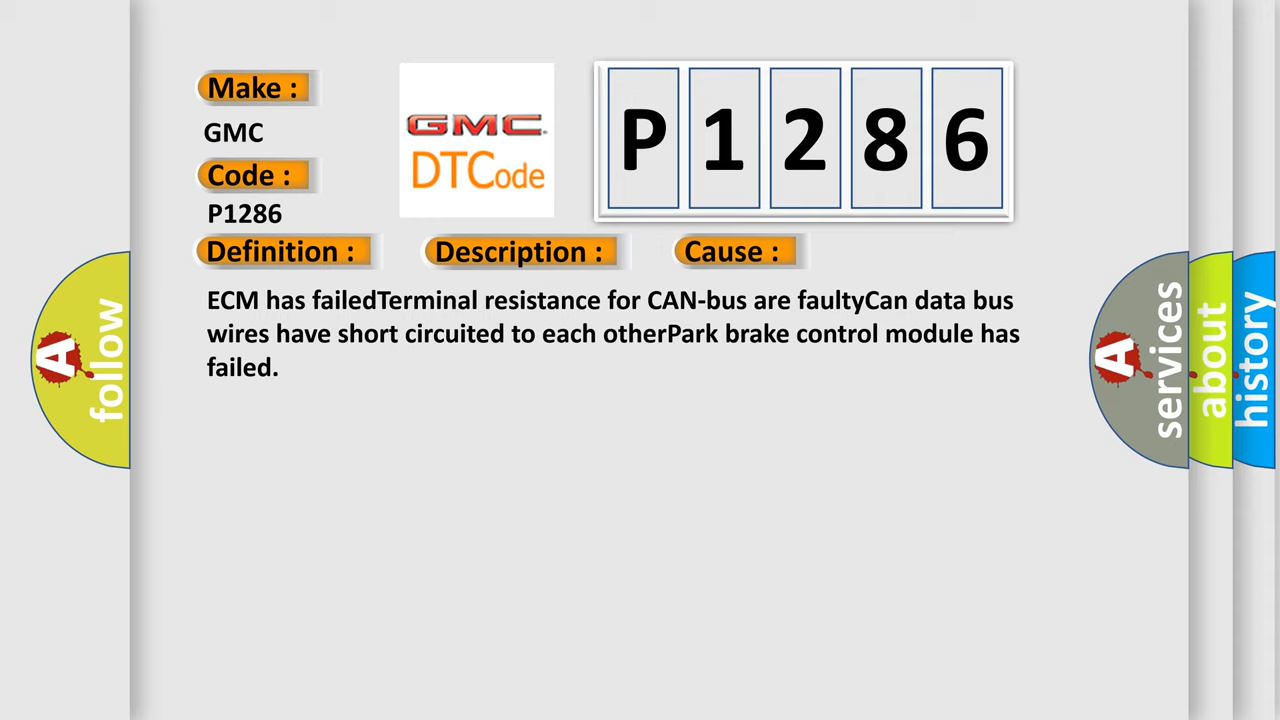 Make :
GMC
Code :
P1286
GMC
DTCode
P 1 2 8 6
Definition :
Description :
Cause :
ECM has failedTerminal resistance for CAN-bus are faultyCan data bus
wires have short circuited to each otherPark brake control module has
failed.
A follow
A services
about
history